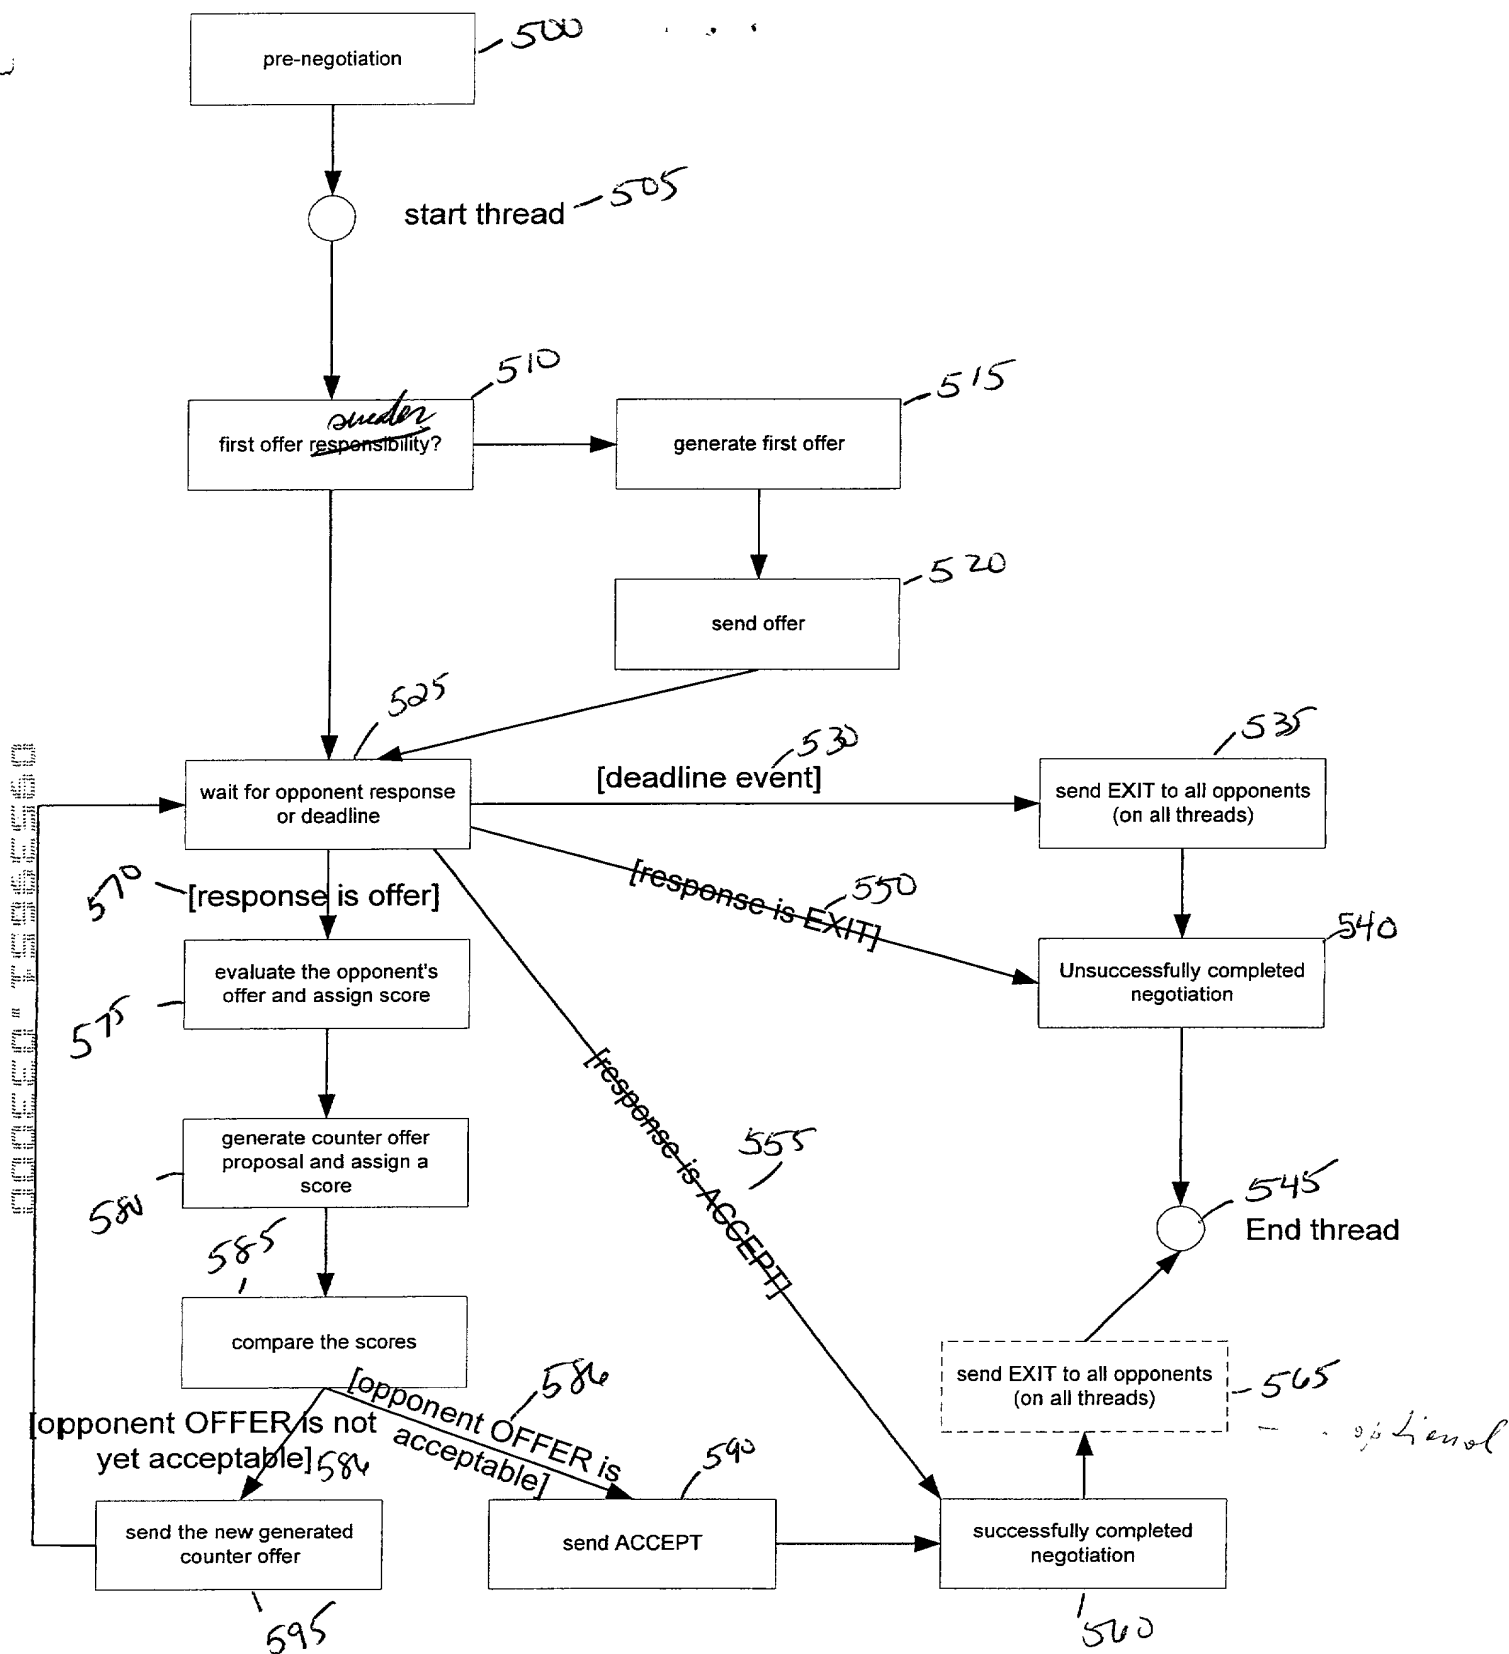 pre-negotiation
500
start thread
505
510
sender
first offer responsibility?
515
generate first offer
520
send offer
525
wait for opponent response
or deadline
530
[deadline event]
535
send EXIT to all opponents
(on all threads)
570
[response is offer]
[response is EXIT]
550
540
Unsuccessfully completed
negotiation
evaluate the opponent's
offer and assign score
575
[response is ACCEPT]
555
generate counter offer
proposal and assign a
score
580
545
End thread
585
compare the scores
send EXIT to all opponents
(on all threads)
565
optional
[opponent OFFER is not
yet acceptable]
586
[opponent OFFER is
acceptable]
586
590
send the new generated
counter offer
595
send ACCEPT
successfully completed
negotiation
560